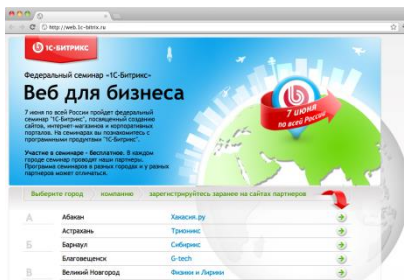 http://web.1c-bitrix.ru
1С-БИТРИКС
Федеральный семинар «1С-Битрикс»
Веб для бизнеса
7 июня по всей России пройдет федеральный
семинар "1С-Битрикс", посвященный созданию
сайтов, интернет-магазинов и корпоративных
порталов. На семинарах вы познакомитесь с
программными продуктами "1С-Битрикс".
Участие в семинаре - бесплатное. В каждом
городе семинар проводят наши партнеры.
Программа семинаров в разных городах и у разных
партнеров может отличаться.
7 ИЮНЯ
по всей России
Выберите город компанию зарегистрируйтесь заранее на сайтах партнеров
А Абакан Хакасия.ру
Астрахань Трионикс
Б Барнаул Сибирикс
Благовещенск G-tech
В Великий Новгород Физики и Лирики